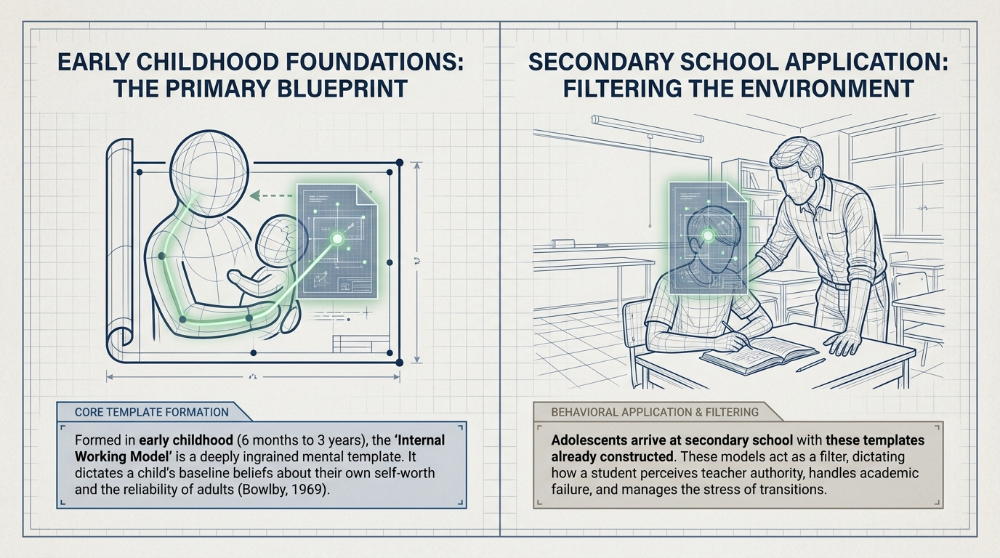 EARLY CHILDHOOD FOUNDATIONS:
THE PRIMARY BLUEPRINT
CORE TEMPLATE FORMATION
Formed in early childhood (6 months to 3 years), the ‘Internal
Working Model’ is a deeply ingrained mental template. It
dictates a child's baseline beliefs about their own self-worth
and the reliability of adults (Bowlby, 1969).
SECONDARY SCHOOL APPLICATION:
FILTERING THE ENVIRONMENT
BEHAVIORAL APPLICATION & FILTERING
Adolescents arrive at secondary school with these templates
already constructed. These models act as a filter, dictating
how a student perceives teacher authority, handles academic
failure, and manages the stress of transitions.